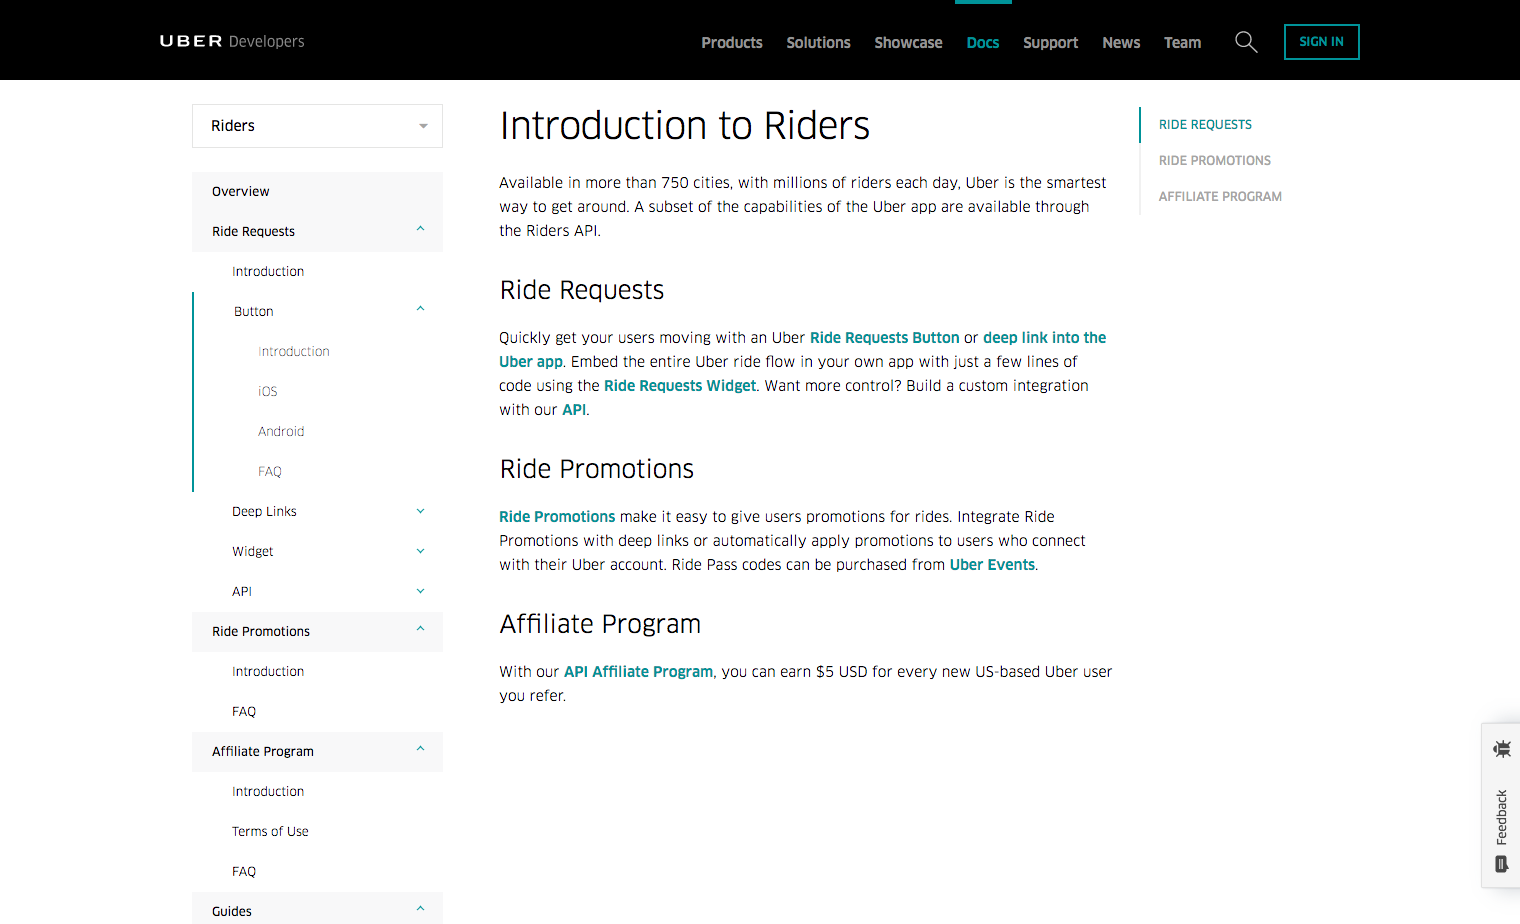 UBER Developers
Products Solutions Showcase Docs Support News Team SIGN IN
Riders
Overview
Ride Requests
Introduction
Button
Introduction
iOS
Android
FAQ
Deep Links
Widget
API
Ride Promotions
Introduction
FAQ
Affiliate Program
Introduction
Terms of Use
FAQ
Guides
Introduction to Riders
Available in more than 750 cities, with millions of riders each day, Uber is the smartest
way to get around. A subset of the capabilities of the Uber app are available through
the Riders API.
Ride Requests
Quickly get your users moving with an Uber Ride Requests Button or deep link into the
Uber app. Embed the entire Uber ride flow in your own app with just a few lines of
code using the Ride Requests Widget. Want more control? Build a custom integration
with our API.
Ride Promotions
Ride Promotions make it easy to give users promotions for rides. Integrate Ride
Promotions with deep links or automatically apply promotions to users who connect
with their Uber account. Ride Pass codes can be purchased from Uber Events.
Affiliate Program
With our API Affiliate Program, you can earn $5 USD for every new US-based Uber user
you refer.
RIDE REQUESTS
RIDE PROMOTIONS
AFFILIATE PROGRAM
Feedback